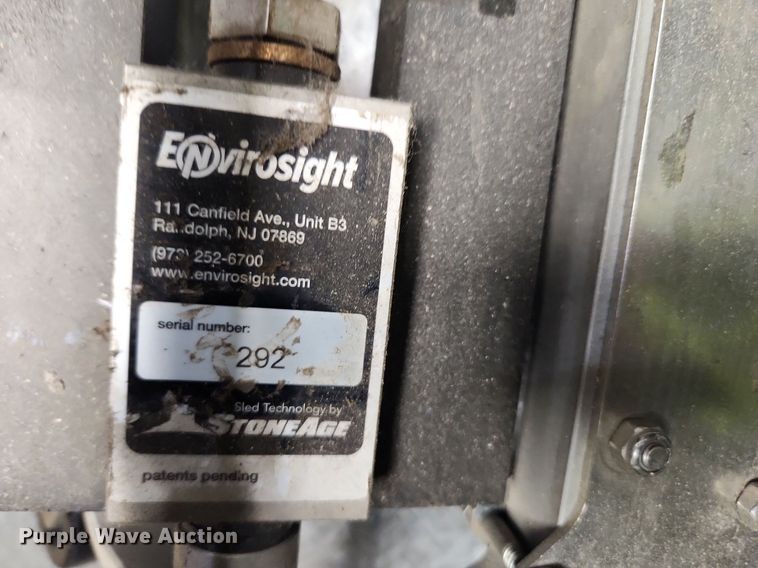 Envirosight
111 Canfield Ave., Unit B3
Randolph, NJ 07869
252-6700
www.envirosight.com
serial number:
292
Sled Technology by
STONEAGE
patents pending
Purple Wave Auction